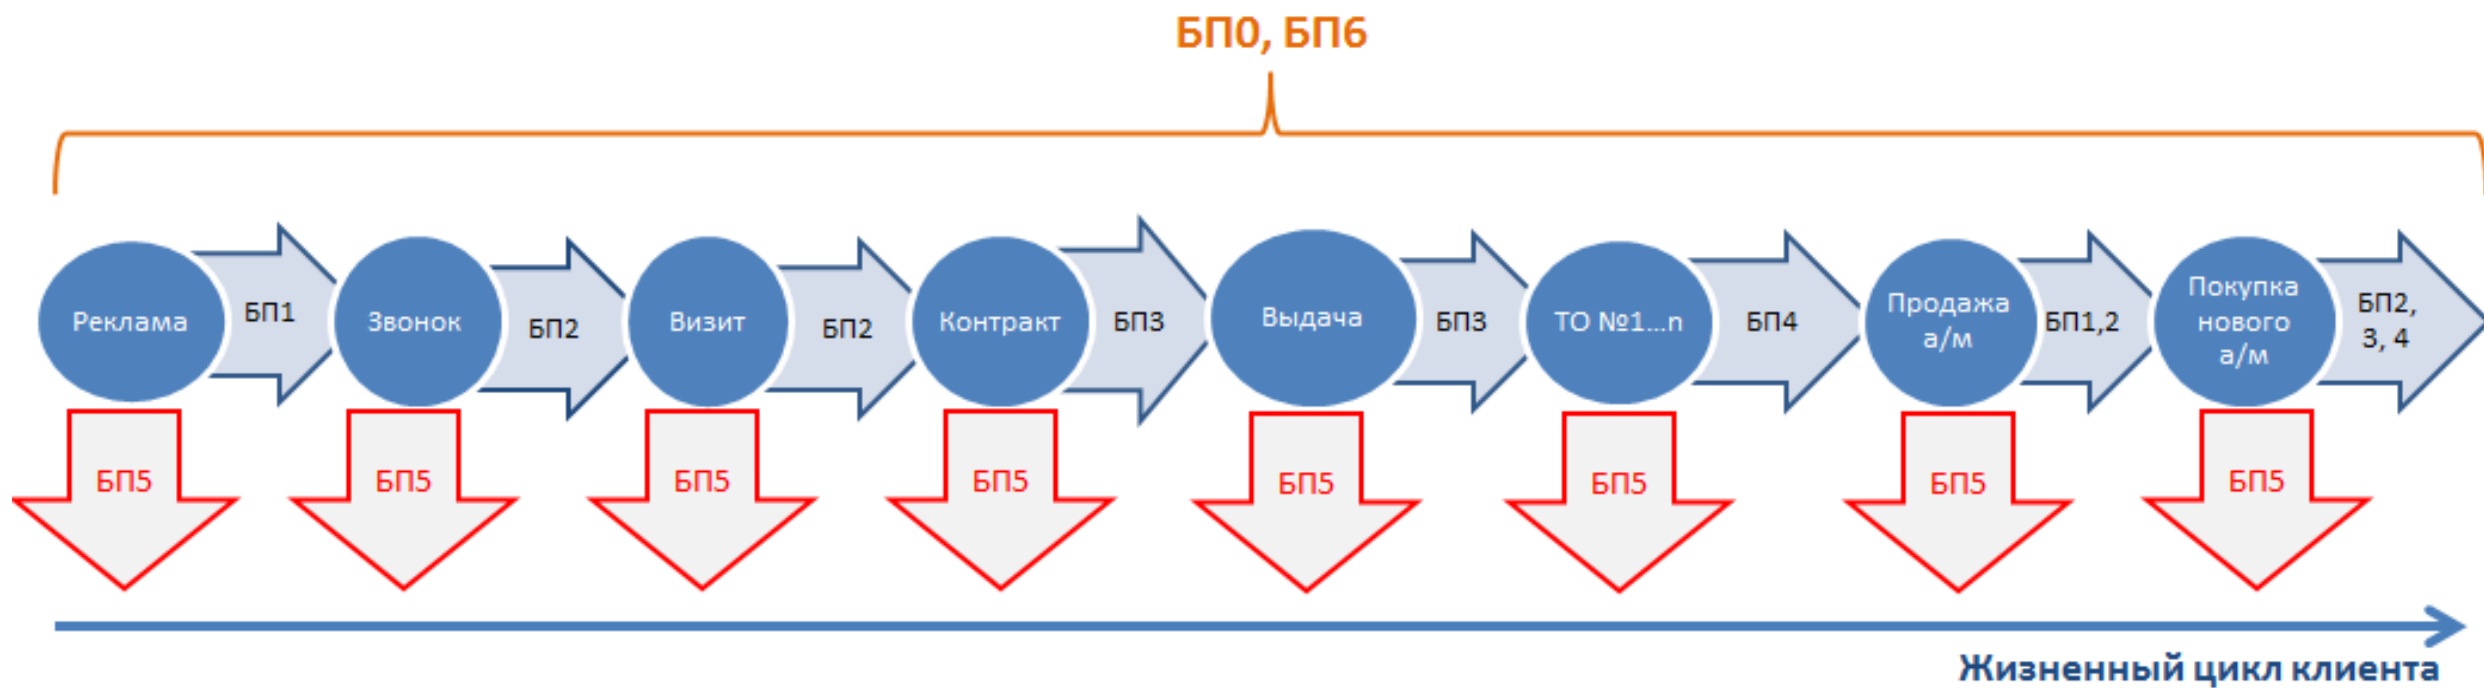 БП0, БП6
Реклама
БП1
Звонок
БП2
Визит
БП2
Контракт
БП3
Выдача
БП3
ТО №1...n
БП4
Продажа
а/м
БП1,2
Покупка
нового
а/м
БП2,
3, 4
БП5
БП5
БП5
БП5
БП5
БП5
БП5
БП5
Жизненный цикл клиента